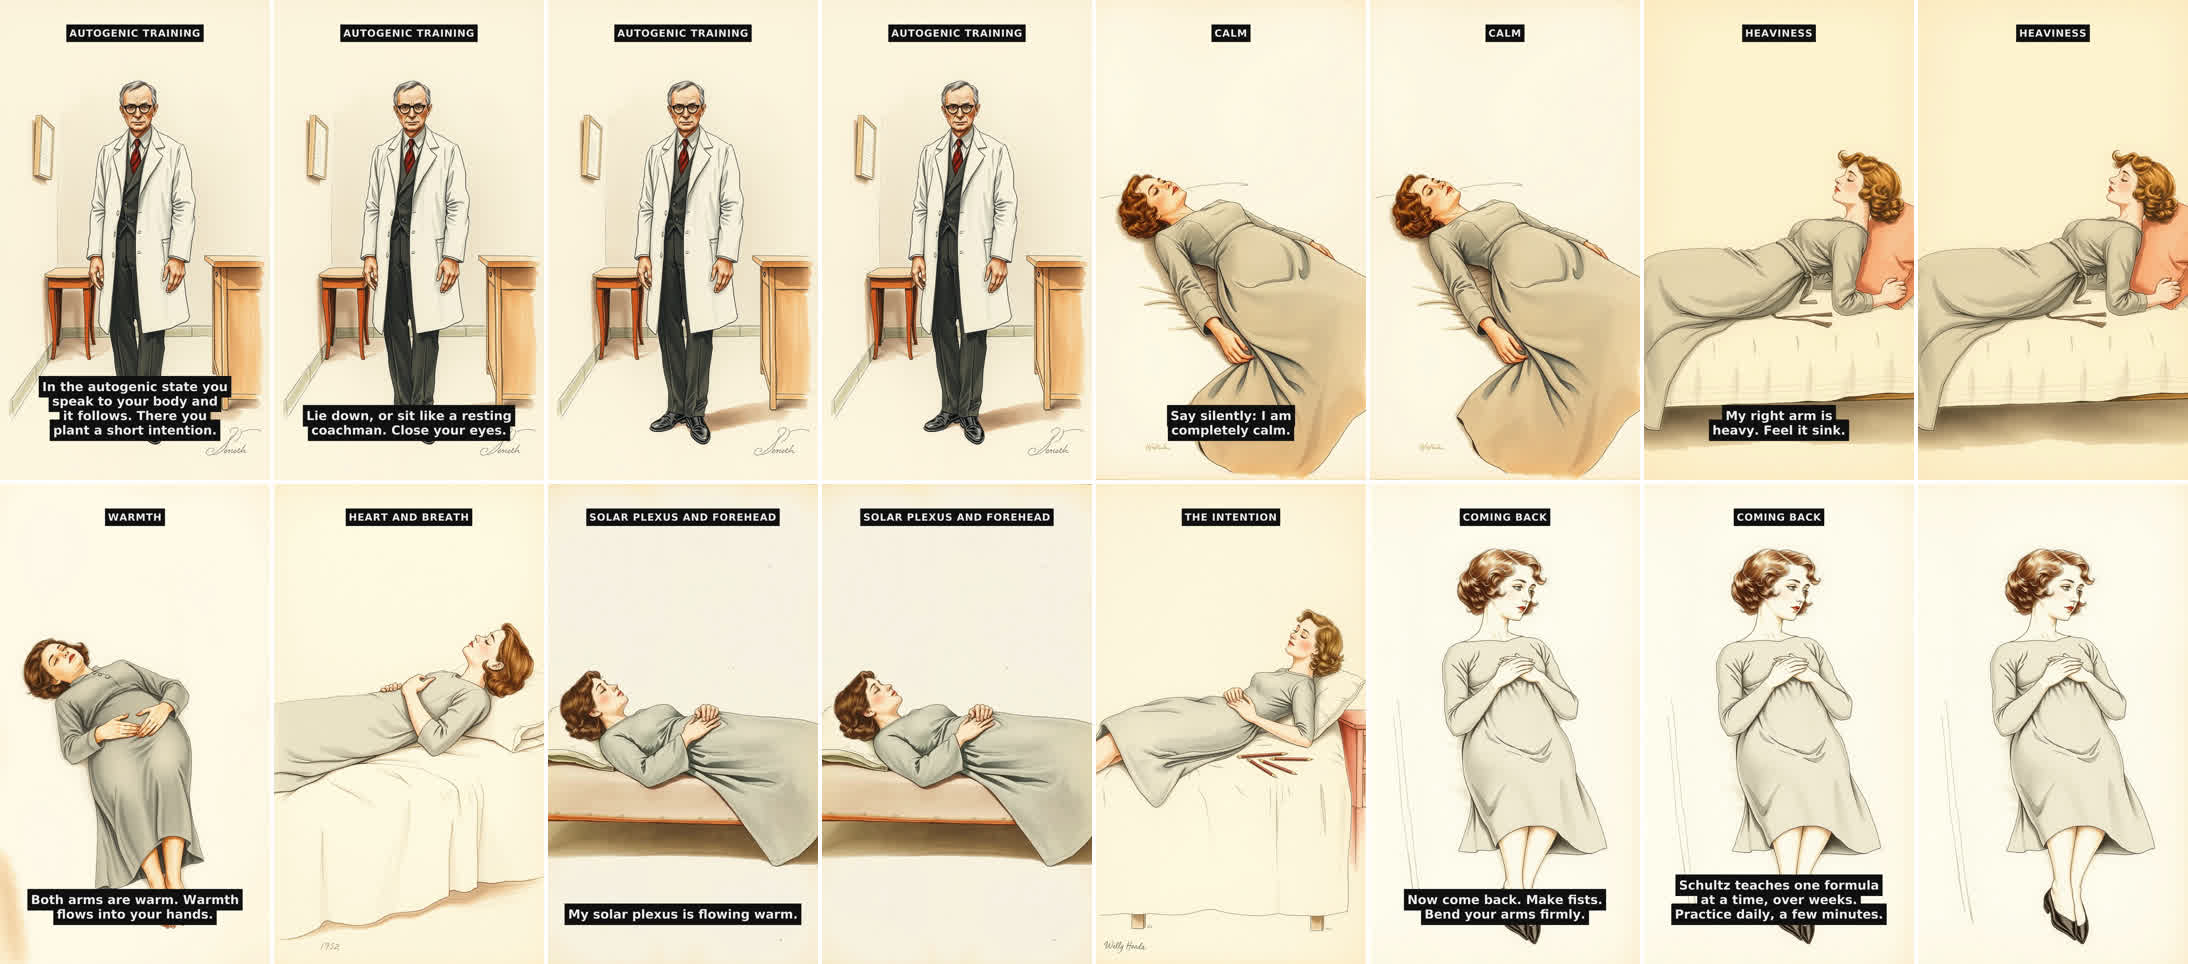 AUTOGENIC TRAINING
In the autogenic state you
speak to your body and
it follows. There you
plant a short intention.
AUTOGENIC TRAINING
Lie down, or sit like a resting
coachman. Close your eyes.
AUTOGENIC TRAINING
AUTOGENIC TRAINING
CALM
Say silently: I am
completely calm.
CALM
HEAVINESS
My right arm is
heavy. Feel it sink.
HEAVINESS
WARMTH
Both arms are warm. Warmth
flows into your hands.
HEART AND BREATH
1952
SOLAR PLEXUS AND FOREHEAD
My solar plexus is flowing warm.
SOLAR PLEXUS AND FOREHEAD
THE INTENTION
COMING BACK
Now come back. Make fists.
Bend your arms firmly.
COMING BACK
Schultz teaches one formula
at a time, over weeks.
Practice daily, a few minutes.